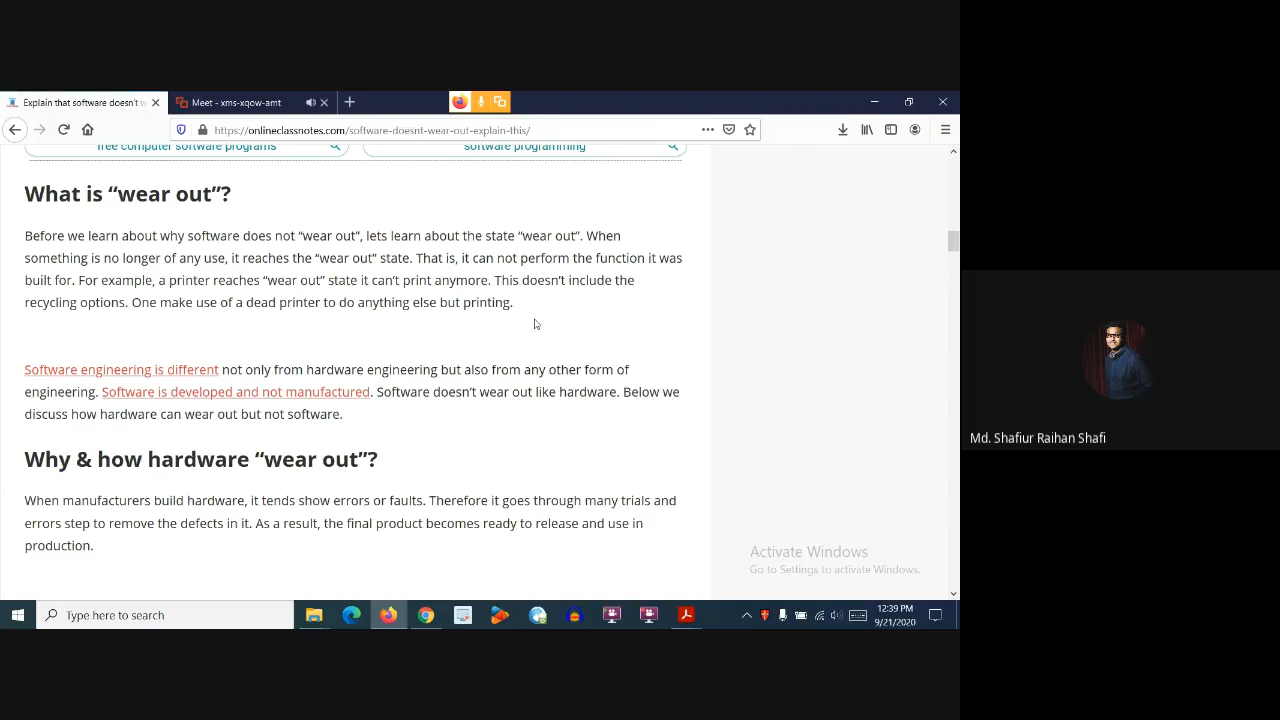 Explain that software doesn't w
Meet - xms-xqow-amt
https://onlineclassnotes.com/software-doesnt-wear-out-explain-this/
free computer software programs
software programming
What is “wear out”?
Before we learn about why software does not “wear out”, lets learn about the state “wear out”. When
something is no longer of any use, it reaches the “wear out” state. That is, it can not perform the function it was
built for. For example, a printer reaches “wear out” state it can’t print anymore. This doesn’t include the
recycling options. One make use of a dead printer to do anything else but printing.
Software engineering is different not only from hardware engineering but also from any other form of
engineering. Software is developed and not manufactured. Software doesn’t wear out like hardware. Below we
discuss how hardware can wear out but not software.
Why & how hardware “wear out”?
When manufacturers build hardware, it tends show errors or faults. Therefore it goes through many trials and
errors step to remove the defects in it. As a result, the final product becomes ready to release and use in
production.
Activate Windows
Go to Settings to activate Windows.
Md. Shafiur Raihan Shafi
Type here to search
12:39 PM
9/21/2020